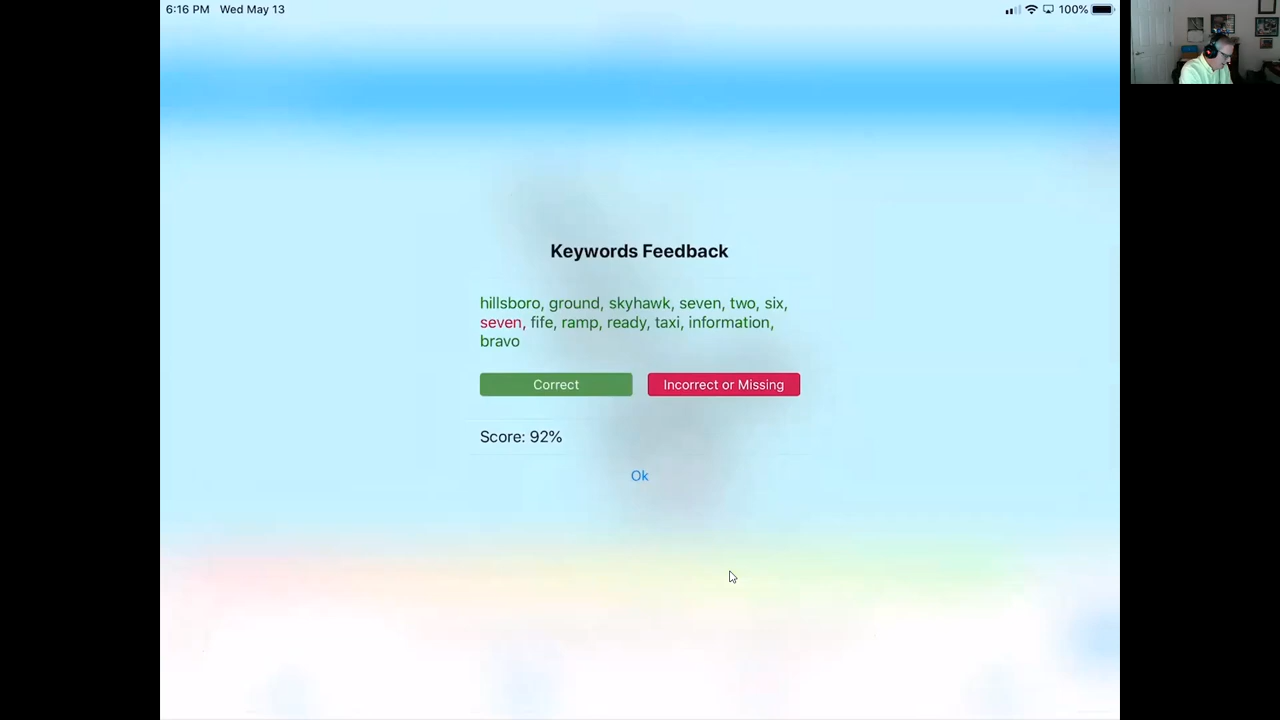 6:16 PM Wed May 13
100%
Keywords Feedback
hillsboro, ground, skyhawk, seven, two, six,
seven, fife, ramp, ready, taxi, information,
bravo
Correct
Incorrect or Missing
Score: 92%
Ok